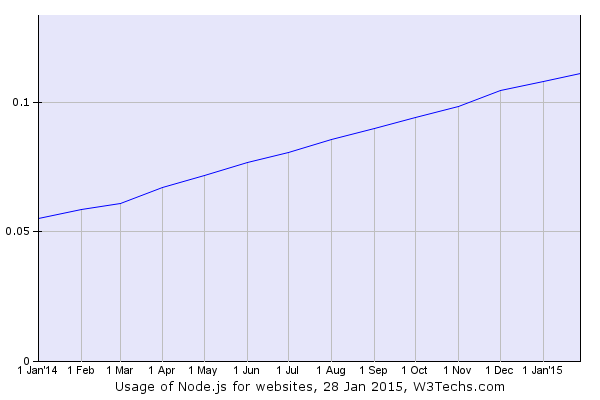 0.1
0.05
0
1 Jan'14 1 Feb 1 Mar 1 Apr 1 May 1 Jun 1 Jul 1 Aug 1 Sep 1 Oct 1 Nov 1 Dec 1 Jan'15
Usage of Node.js for websites, 28 Jan 2015, W3Techs.com